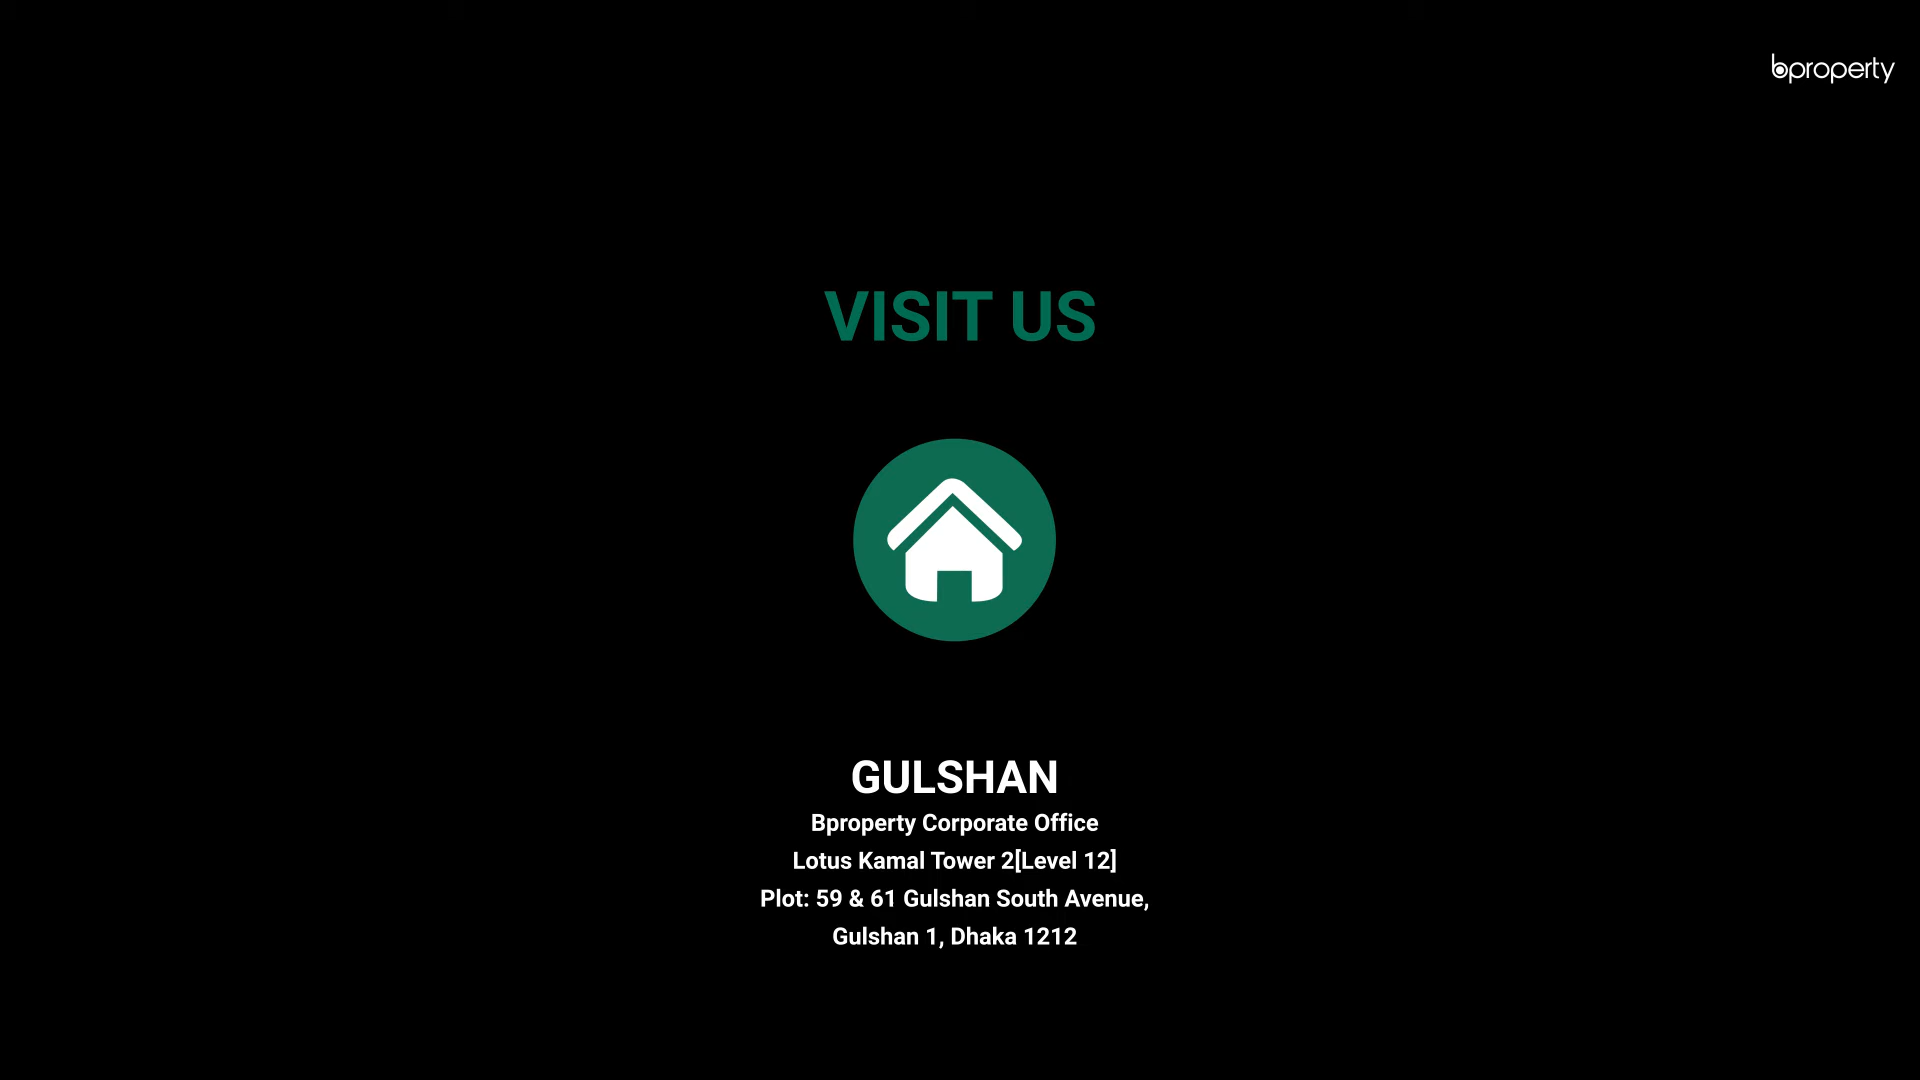 bproperty
VISIT US
GULSHAN
Bproperty Corporate Office
Lotus Kamal Tower 2[Level 12]
Plot: 59 & 61 Gulshan South Avenue,
Gulshan 1, Dhaka 1212